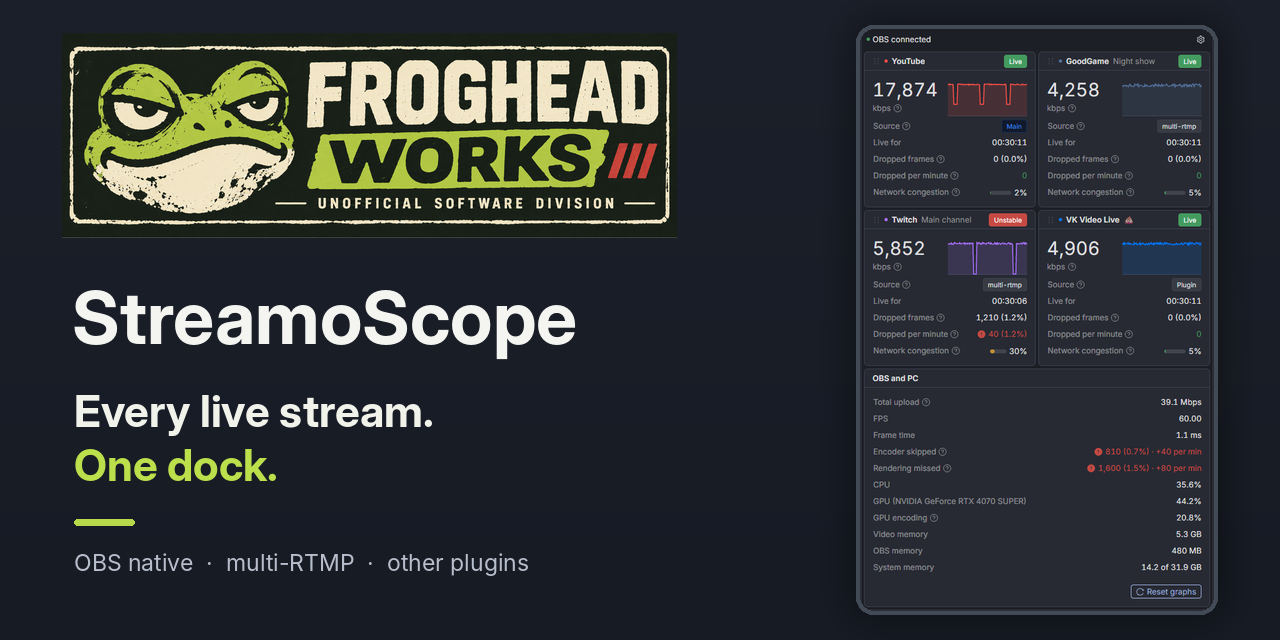 FROGHEAD
WORKS
UNOFFICIAL SOFTWARE DIVISION
StreamoScope
Every live stream.
One dock.
OBS native · multi-RTMP · other plugins
OBS connected
YouTube Live
17,874
kbps
Source Main
Live for 00:30:11
Dropped frames 0 (0.0%)
Dropped per minute 0
Network congestion 2%
GoodGame Night show Live
4,258
kbps
Source multi-rtmp
Live for 00:30:11
Dropped frames 0 (0.0%)
Dropped per minute 0
Network congestion 5%
Twitch Main channel Unstable
5,852
kbps
Source multi-rtmp
Live for 00:30:06
Dropped frames 1,210 (1.2%)
Dropped per minute 40 (1.2%)
Network congestion 30%
VK Video Live Live
4,906
kbps
Source Plugin
Live for 00:30:11
Dropped frames 0 (0.0%)
Dropped per minute 0
Network congestion 5%
OBS and PC
Total upload 39.1 Mbps
FPS 60.00
Frame time 1.1 ms
Encoder skipped 810 (0.7%) · +40 per min
Rendering missed 1,600 (1.5%) · +80 per min
CPU 35.6%
GPU (NVIDIA GeForce RTX 4070 SUPER) 44.2%
GPU encoding 20.8%
Video memory 5.3 GB
OBS memory 480 MB
System memory 14.2 of 31.9 GB
Reset graphs